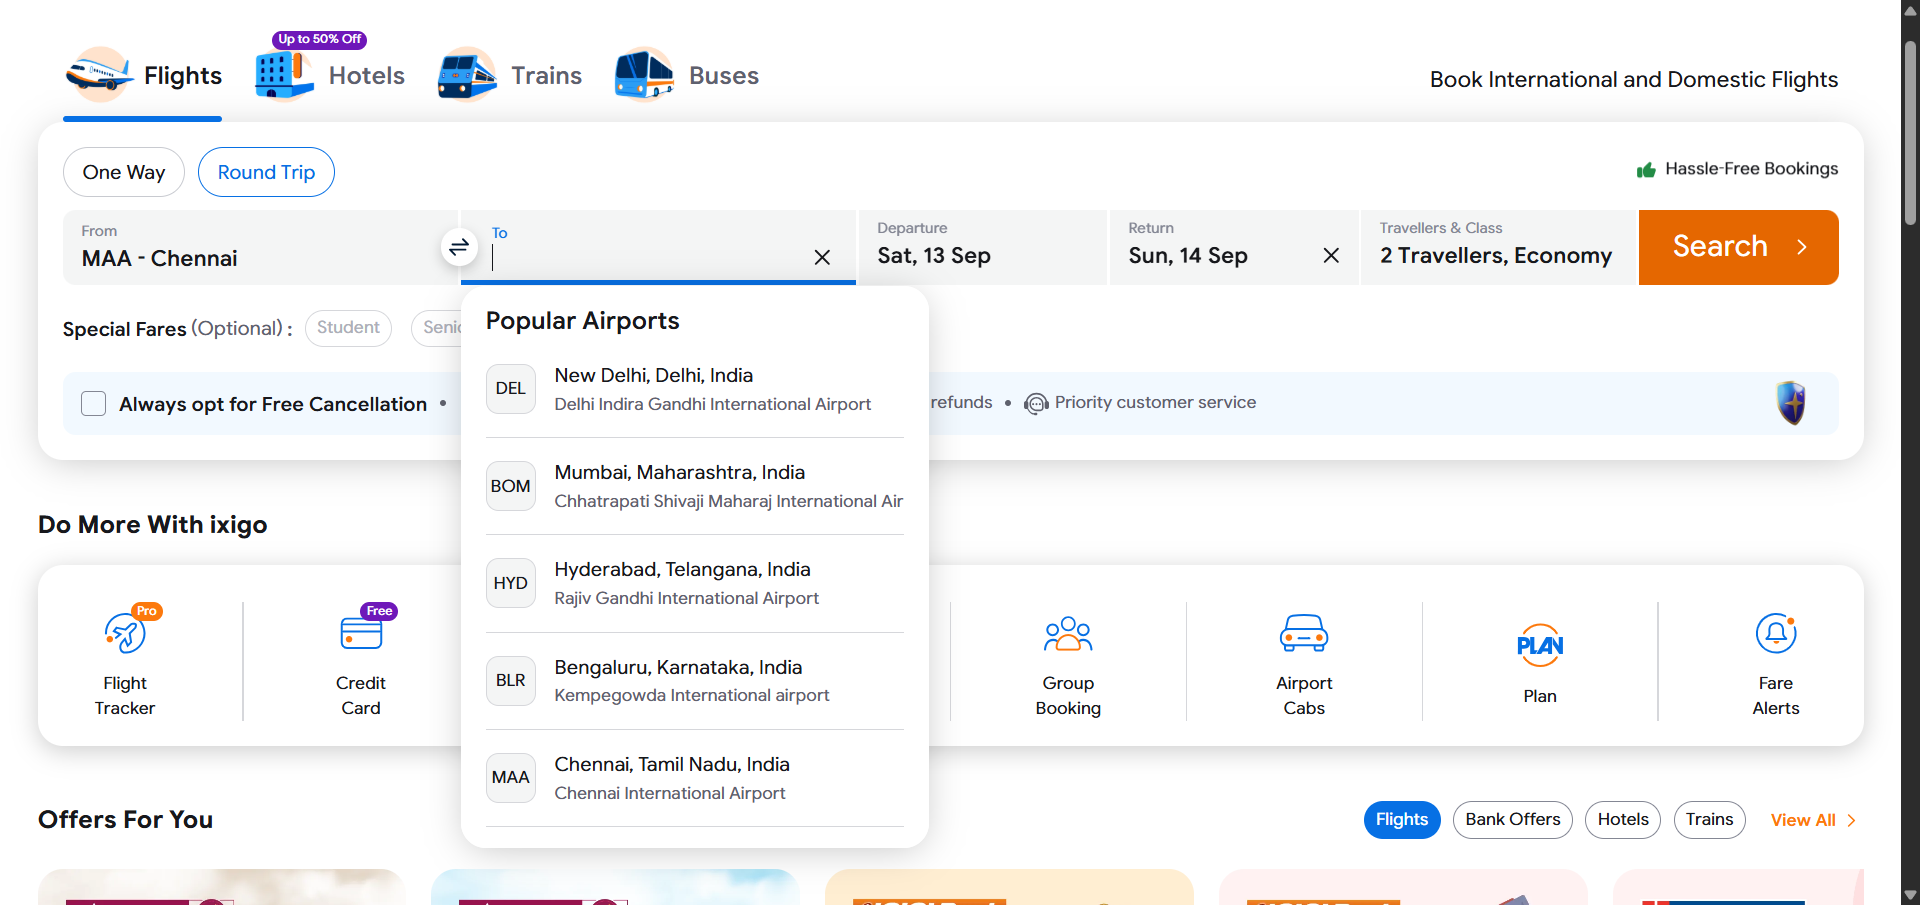 Up to 50% Off
Flights
Hotels
Trains
Buses
Book International and Domestic Flights
One Way
Round Trip
Hassle-Free Bookings
From
MAA - Chennai
To
Departure
Sat, 13 Sep
Return
Sun, 14 Sep
Travellers & Class
2 Travellers, Economy
Search
Special Fares (Optional) :
Student
Popular Airports
Always opt for Free Cancellation •
refunds • Priority customer service
DEL
New Delhi, Delhi, India
Delhi Indira Gandhi International Airport
BOM
Mumbai, Maharashtra, India
Chhatrapati Shivaji Maharaj International Air
HYD
Hyderabad, Telangana, India
Rajiv Gandhi International Airport
BLR
Bengaluru, Karnataka, India
Kempegowda International airport
MAA
Chennai, Tamil Nadu, India
Chennai International Airport
Do More With ixigo
Pro
Flight
Tracker
Free
Credit
Card
Group
Booking
Airport
Cabs
PLAN
Plan
Fare
Alerts
Offers For You
Flights
Bank Offers
Hotels
Trains
View All